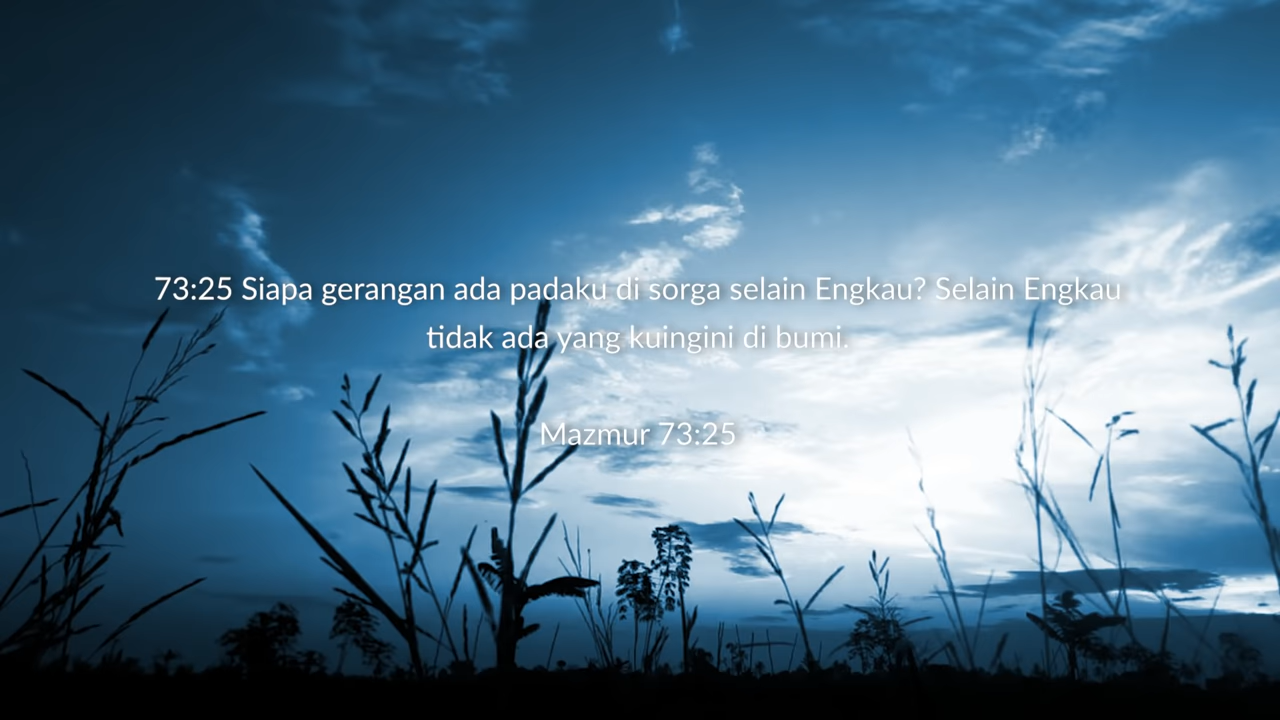 73:25 Siapa gerangan ada padaku di sorga selain Engkau? Selain Engkau
tidak ada yang kuingini di bumi.
Mazmur 73:25